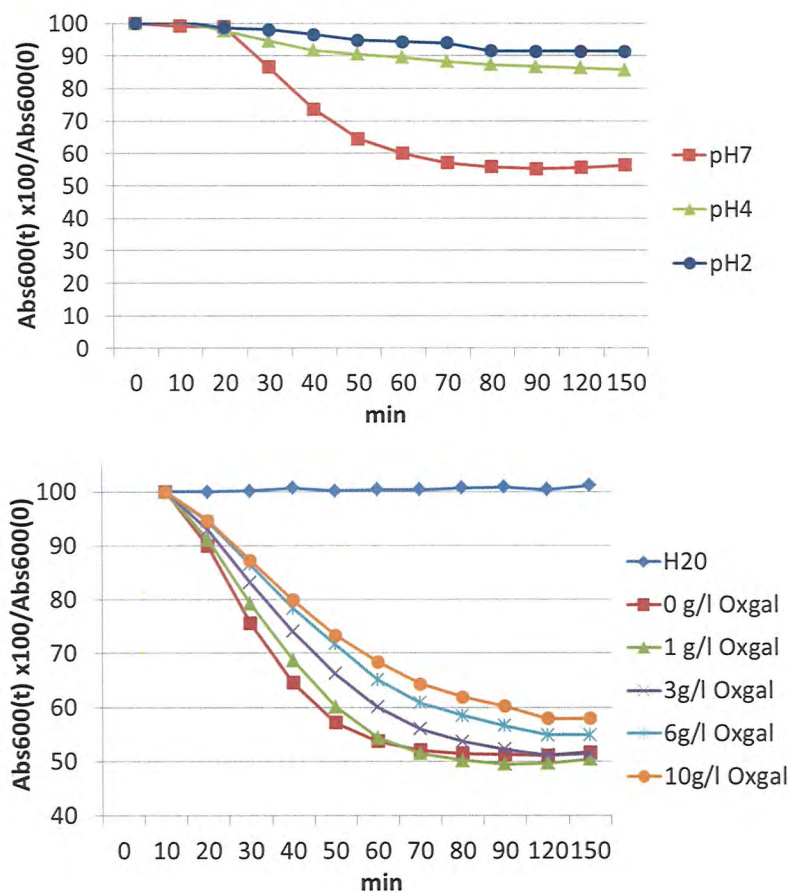 100
90
80
70
60
50
40
30
20
10
0
Abs600(t) x100/Abs600(0)
0 10 20 30 40 50 60 70 80 90 120 150
min
pH7
pH4
pH2
100
90
80
70
60
50
40
Abs600(t) x100/Abs600(0)
0 10 20 30 40 50 60 70 80 90 120150
min
H20
0 g/l Oxgal
1 g/l Oxgal
3g/l Oxgal
6g/l Oxgal
10g/l Oxgal